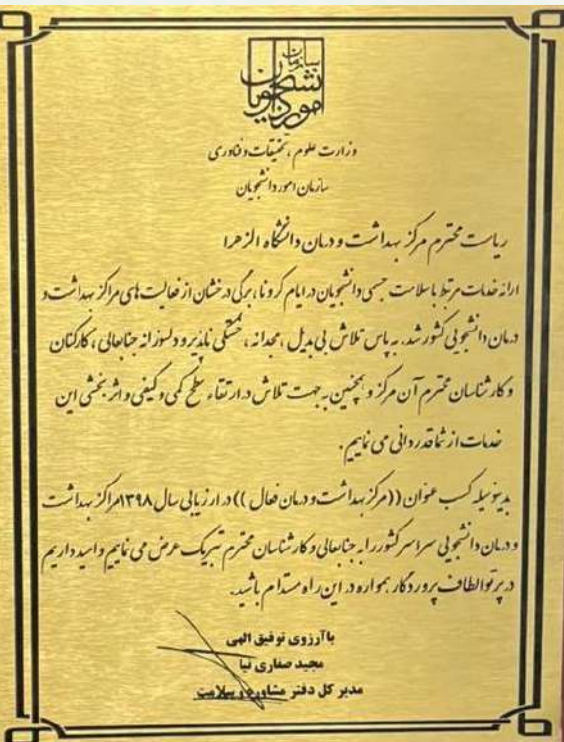 سازمان
امور دانشجویان
وزارت علوم ، تحقیقات و فناوری
سازمان امور دانشجویان
ریاست محترم مرکز بهداشت و درمان دانشگاه الزهرا
ارائه خدمات مرتبط با سلامت جسمی دانشجویان در ایام کرونا ، برگی درخشان از فعالیت های مراکز بهداشت و
درمان دانشجویی کشور شد. به پاس تلاش بی بدیل ، مجدانه ، خستگی ناپذیر و دلسوزانه جنابعالی ، کارکنان
و کارشناسان محترم آن مرکز و همچنین به جهت تلاش در ارتقاء سطح کمی و کیفی و اثر بخشی این
خدمات از شما قدردانی می نماییم .
بدینوسیله کسب عنوان ((مرکز بهداشت و درمان فعال )) در ارزیابی سال ۱۳۹۸ مراکز بهداشت
و درمان دانشجویی سراسر کشور را به جنابعالی و کارشناسان محترم تبریک عرض می نماییم و امید داریم
در پرتو الطاف پروردگار همواره در این راه مستدام باشید.
باآرزوی توفیق الهی
مجید صفاری نیا
مدیر کل دفتر مشاوره و سلامت